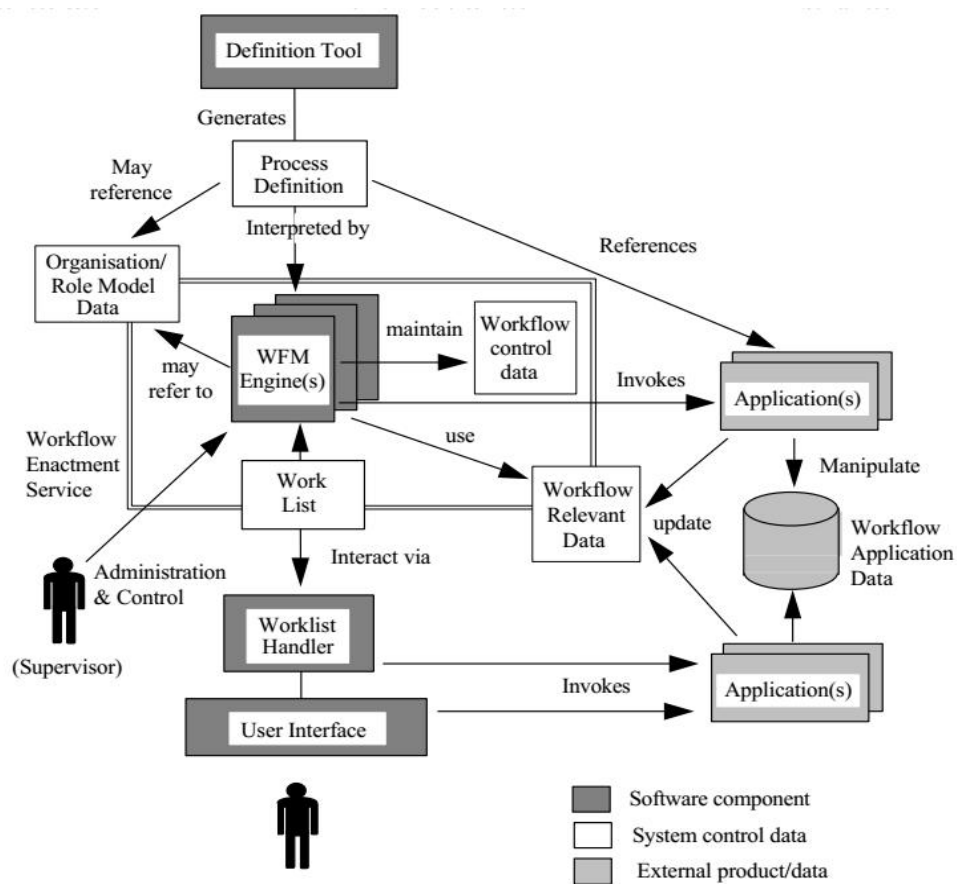 Definition Tool
Generates
Process
Definition
May
reference
Interpreted by
References
Organisation/
Role Model
Data
WFM
Engine(s)
maintain
Workflow
control
data
may
refer to
Invokes
Application(s)
Workflow
Enactment
Service
use
Manipulate
Work
List
Workflow
Relevant
Data
update
Workflow
Application
Data
Interact via
Administration
& Control
(Supervisor)
Worklist
Handler
Invokes
Application(s)
User Interface
Software component
System control data
External product/data